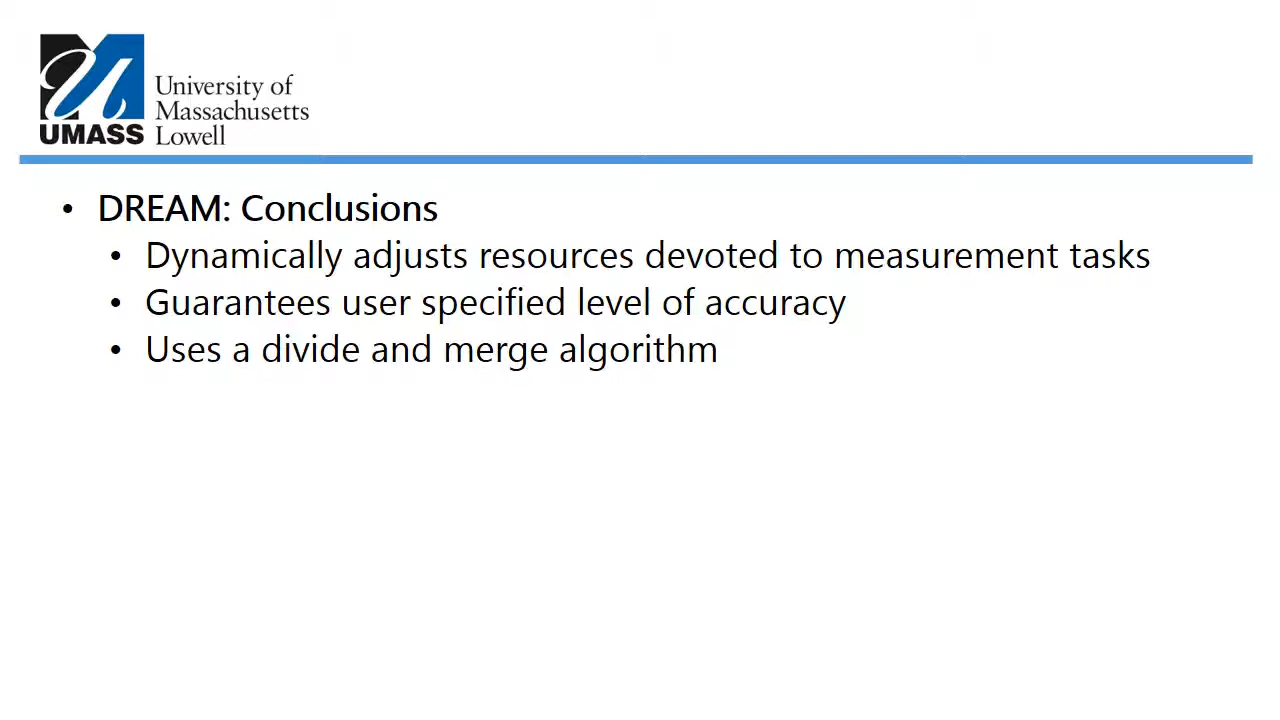 UMASS
University of
Massachusetts
Lowell
• DREAM: Conclusions
• Dynamically adjusts resources devoted to measurement tasks
• Guarantees user specified level of accuracy
• Uses a divide and merge algorithm